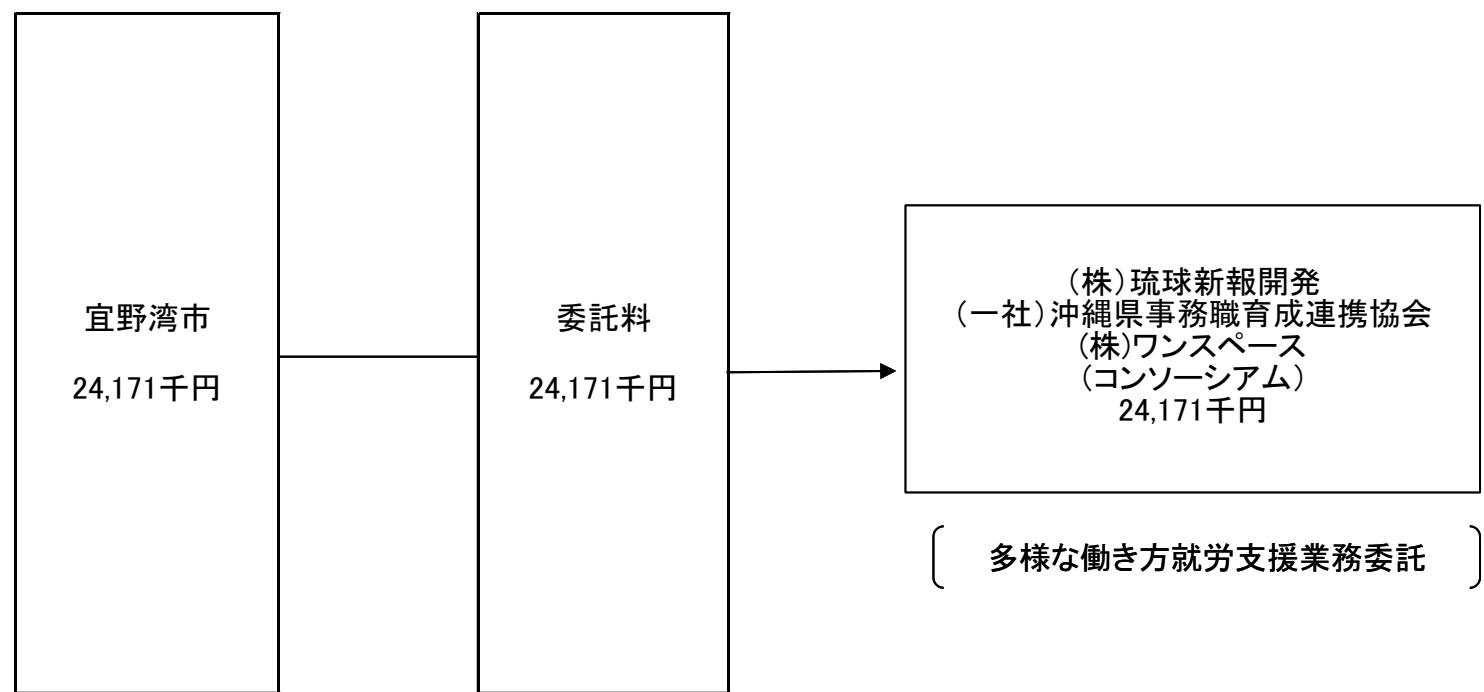 宜野湾市
24,171千円
委託料
24,171千円
(株)琉球新報開発
(一社)沖縄県事務職育成連携協会
(株)ワンスペース
(コンソーシアム)
24,171千円
多様な働き方就労支援業務委託